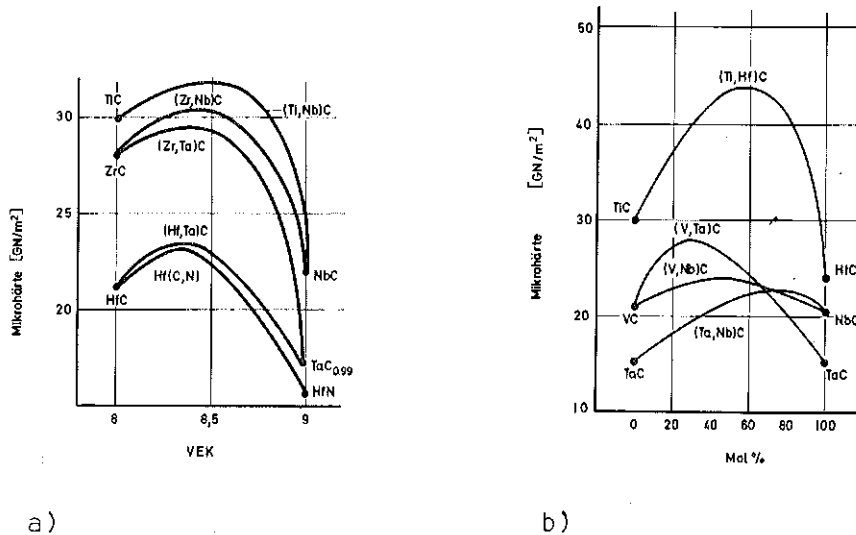 Mikrohärte [GN/m²]
30
25
20
TiC
(Zr,Nb)C
(Ti,Nb)C
(Zr,Ta)C
ZrC
(Hf,Ta)C
Hf(C,N)
HfC
NbC
TaC0.99
HfN
8
8,5
9
VEK
a)
Mikrohärte [GN/m²]
50
40
30
20
10
(Ti,Hf)C
TiC
(V,Ta)C
(V,Nb)C
HfC
VC
NbC
(Ta,Nb)C
TaC
TaC
0
20
40
60
80
100
Mol %
b)